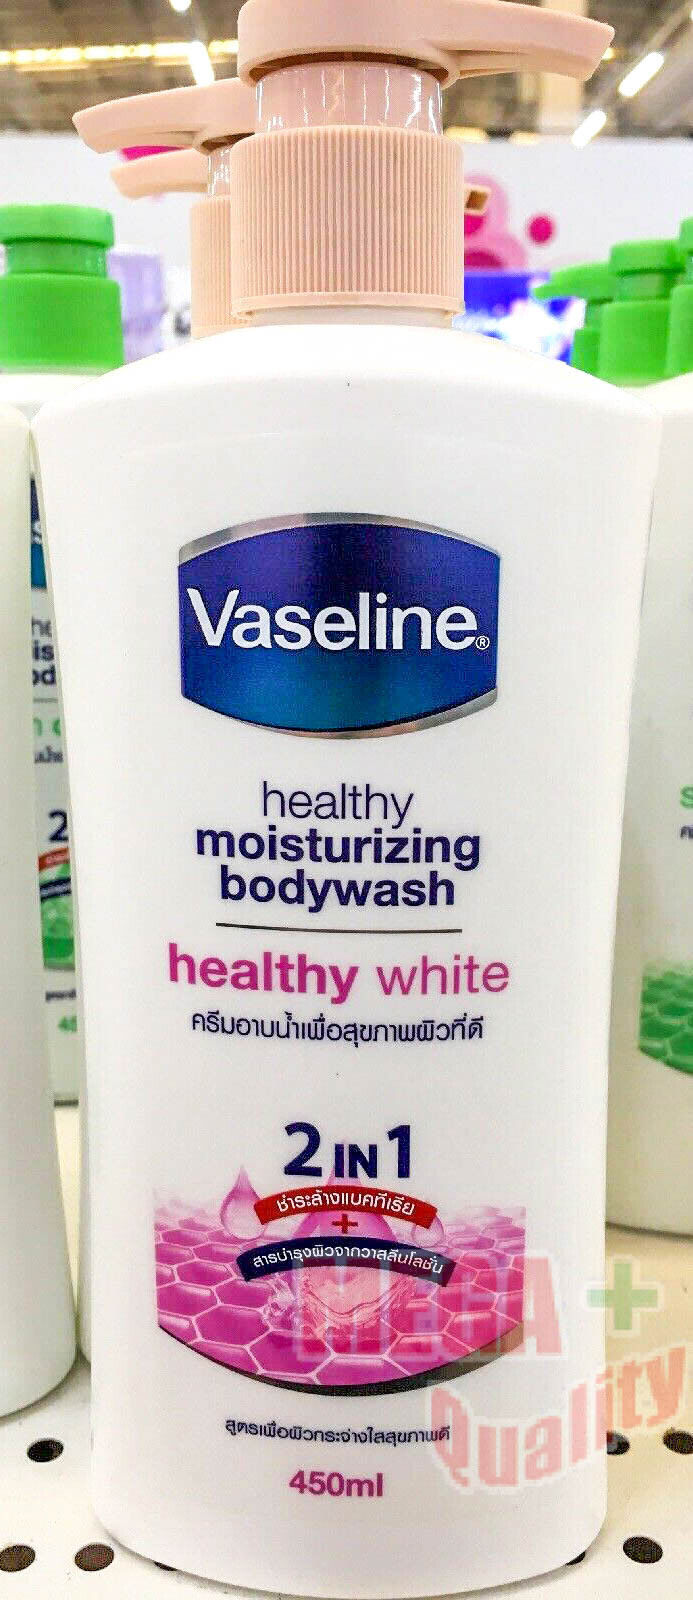 Vaseline®
healthy
moisturizing
bodywash
healthy white
ครีมอาบน้ำเพื่อสุขภาพผิวที่ดี
2 IN 1
ชำระล้างแบคทีเรีย
+
สารบำรุงผิวจากวาสลีนโลชั่น
สูตรเพื่อผิวกระจ่างใสสุขภาพดี
450ml
MEGA +
Quality